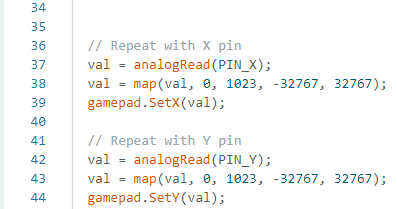 34
35
36 // Repeat with X pin
37 val = analogRead(PIN_X);
38 val = map(val, 0, 1023, -32767, 32767);
39 gamepad.SetX(val);
40
41 // Repeat with Y pin
42 val = analogRead(PIN_Y);
43 val = map(val, 0, 1023, -32767, 32767);
44 gamepad.SetY(val);